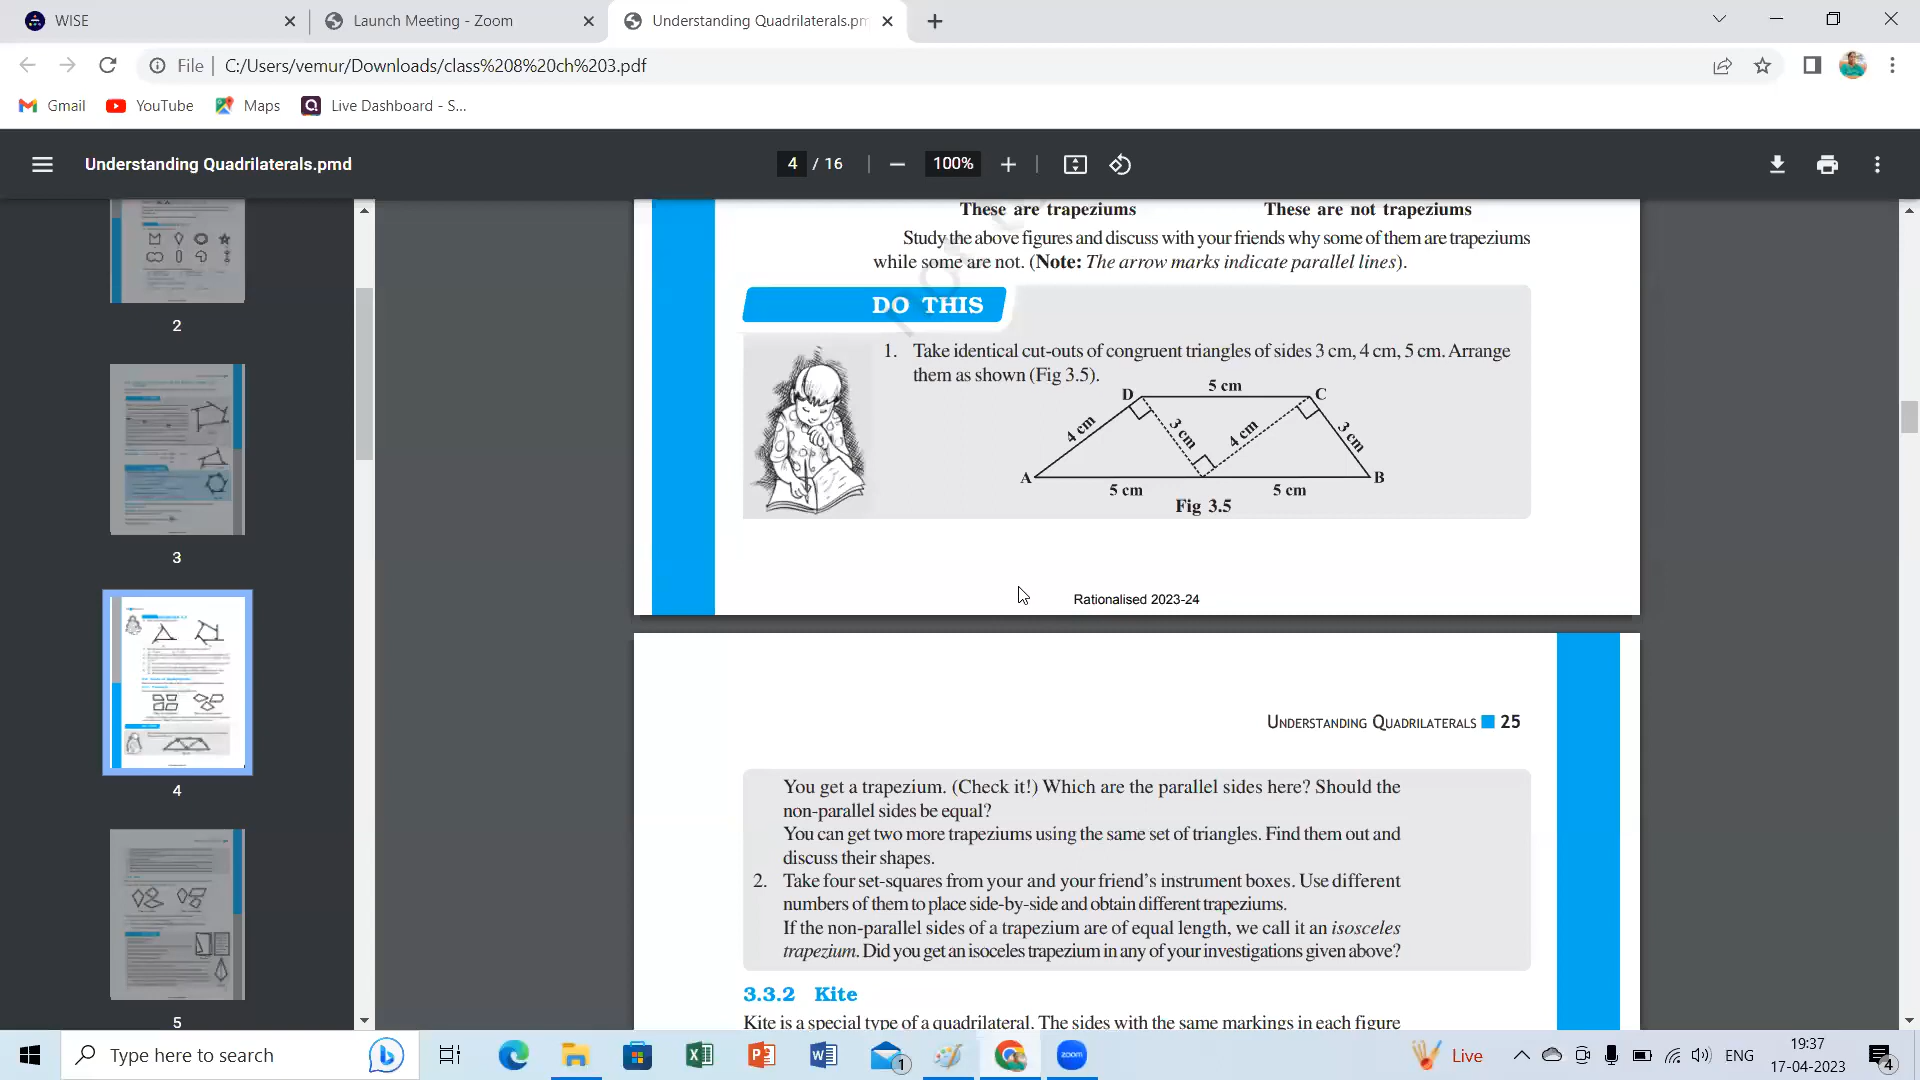 WISE
Launch Meeting - Zoom
Understanding Quadrilaterals.pm
File
C:/Users/vemur/Downloads/class%208%20ch%203.pdf
Gmail
YouTube
Maps
Live Dashboard - S...
Understanding Quadrilaterals.pmd
4 / 16
100%
2
3
4
5
These are trapeziums
These are not trapeziums
Study the above figures and discuss with your friends why some of them are trapeziums
while some are not. (Note: The arrow marks indicate parallel lines).
DO THIS
1. Take identical cut-outs of congruent triangles of sides 3 cm, 4 cm, 5 cm. Arrange
them as shown (Fig 3.5).
5 cm
D
C
4 cm
3 cm
4 cm
3 cm
A
B
5 cm
5 cm
Fig 3.5
Rationalised 2023-24
UNDERSTANDING QUADRILATERALS 25
You get a trapezium. (Check it!) Which are the parallel sides here? Should the
non-parallel sides be equal?
You can get two more trapeziums using the same set of triangles. Find them out and
discuss their shapes.
2. Take four set-squares from your and your friend's instrument boxes. Use different
numbers of them to place side-by-side and obtain different trapeziums.
If the non-parallel sides of a trapezium are of equal length, we call it an isosceles
trapezium. Did you get an isoceles trapezium in any of your investigations given above?
3.3.2 Kite
Kite is a special type of a quadrilateral. The sides with the same markings in each figure
Type here to search
zoom
1
Live
ENG
19:37
17-04-2023
4